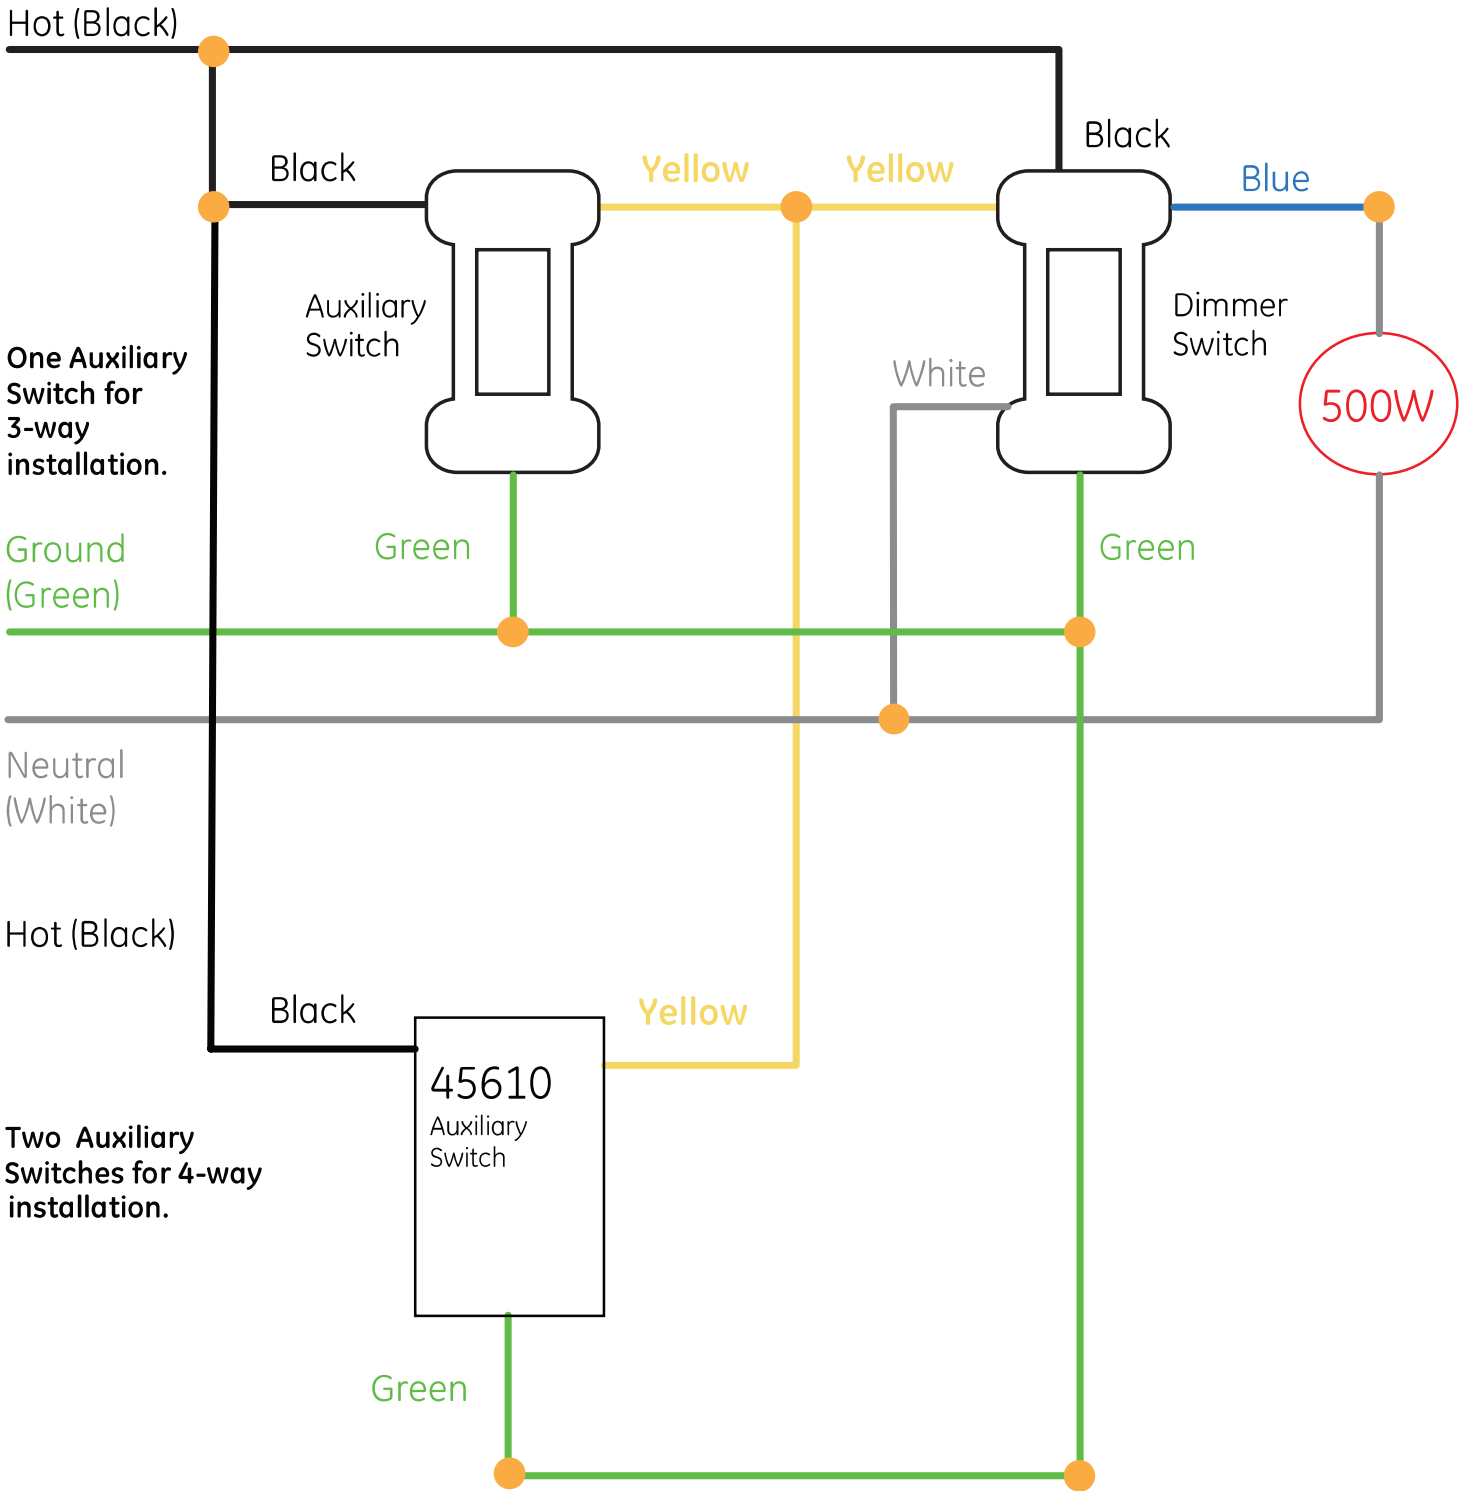 Hot (Black)
Black
Black
Yellow
Yellow
Blue
Auxiliary
Switch
Dimmer
Switch
One Auxiliary
Switch for
3-way
installation.
White
500W
Ground
(Green)
Green
Green
Neutral
(White)
Hot (Black)
Black
Yellow
45610
Auxiliary
Switch
Two Auxiliary
Switches for 4-way
installation.
Green